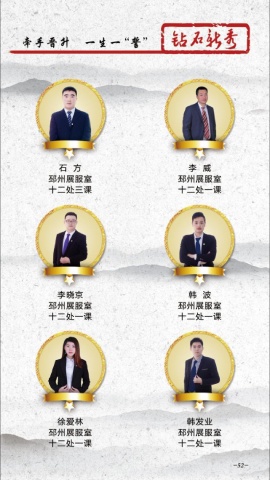 牵手晋升 一生一“誓”
钻石新秀
石 方
邳州展服室
十二处三课
李 威
邳州展服室
十二处一课
李晓京
邳州展服室
十二处一课
韩 波
邳州展服室
十二处一课
徐爱林
邳州展服室
十二处一课
韩发业
邳州展服室
十二处一课
-52-